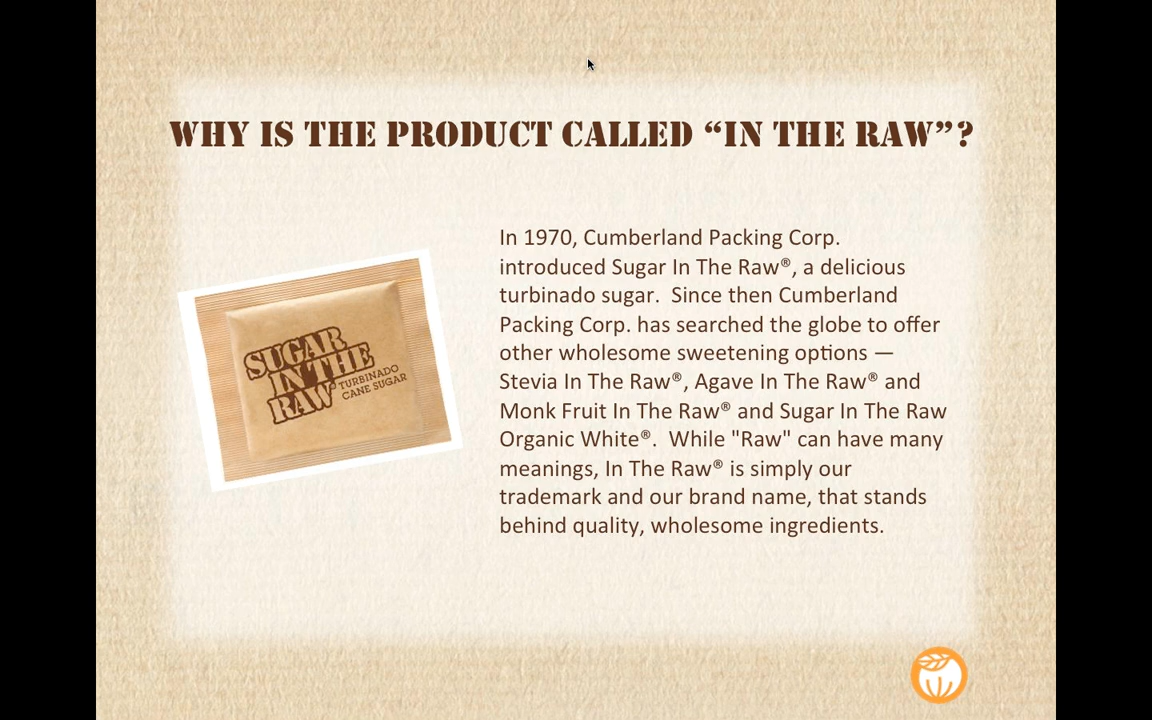 WHY IS THE PRODUCT CALLED “IN THE RAW”?
In 1970, Cumberland Packing Corp.
introduced Sugar In The Raw®, a delicious
turbinado sugar.  Since then Cumberland
Packing Corp. has searched the globe to offer
other wholesome sweetening options —
Stevia In The Raw®, Agave In The Raw® and
Monk Fruit In The Raw® and Sugar In The Raw
Organic White®.  While "Raw" can have many
meanings, In The Raw® is simply our
trademark and our brand name, that stands
behind quality, wholesome ingredients.
SUGAR
IN THE
RAW
TURBINADO
CANE SUGAR